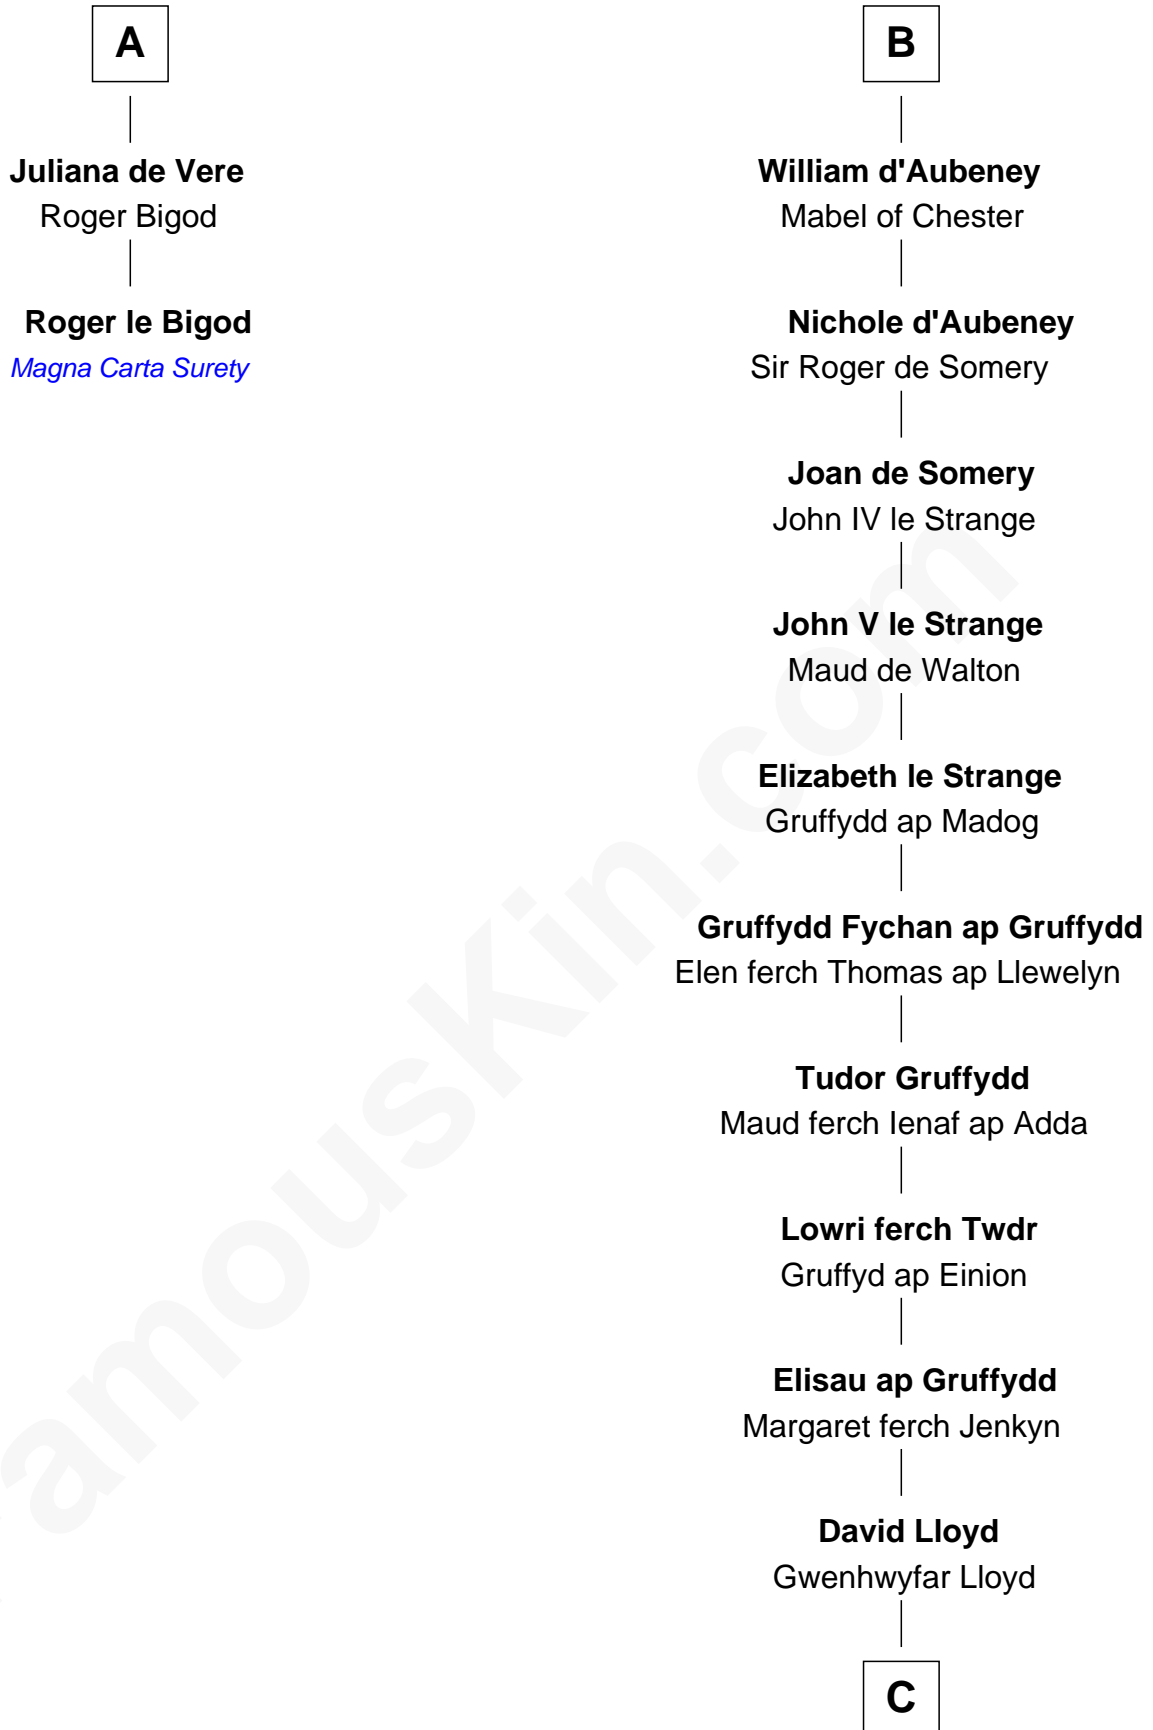 A
Juliana de Vere
Roger Bigod
Roger le Bigod
Magna Carta Surety
B
William d'Aubeney
Mabel of Chester
Nichole d'Aubeney
Sir Roger de Somery
Joan de Somery
John IV le Strange
John V le Strange
Maud de Walton
Elizabeth le Strange
Gruffydd ap Madog
Gruffydd Fychan ap Gruffydd
Elen ferch Thomas ap Llewelyn
Tudor Gruffydd
Maud ferch Ienaf ap Adda
Lowri ferch Twdr
Gruffyd ap Einion
Elisau ap Gruffydd
Margaret ferch Jenkyn
David Lloyd
Gwenhwyfar Lloyd
C
amouskin.com